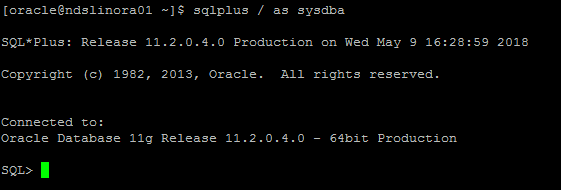 [oracle@ndslinora01 ~]$ sqlplus / as sysdba
SQL*Plus: Release 11.2.0.4.0 Production on Wed May 9 16:28:59 2018
Copyright (c) 1982, 2013, Oracle.  All rights reserved.
Connected to:
Oracle Database 11g Release 11.2.0.4.0 - 64bit Production
SQL>